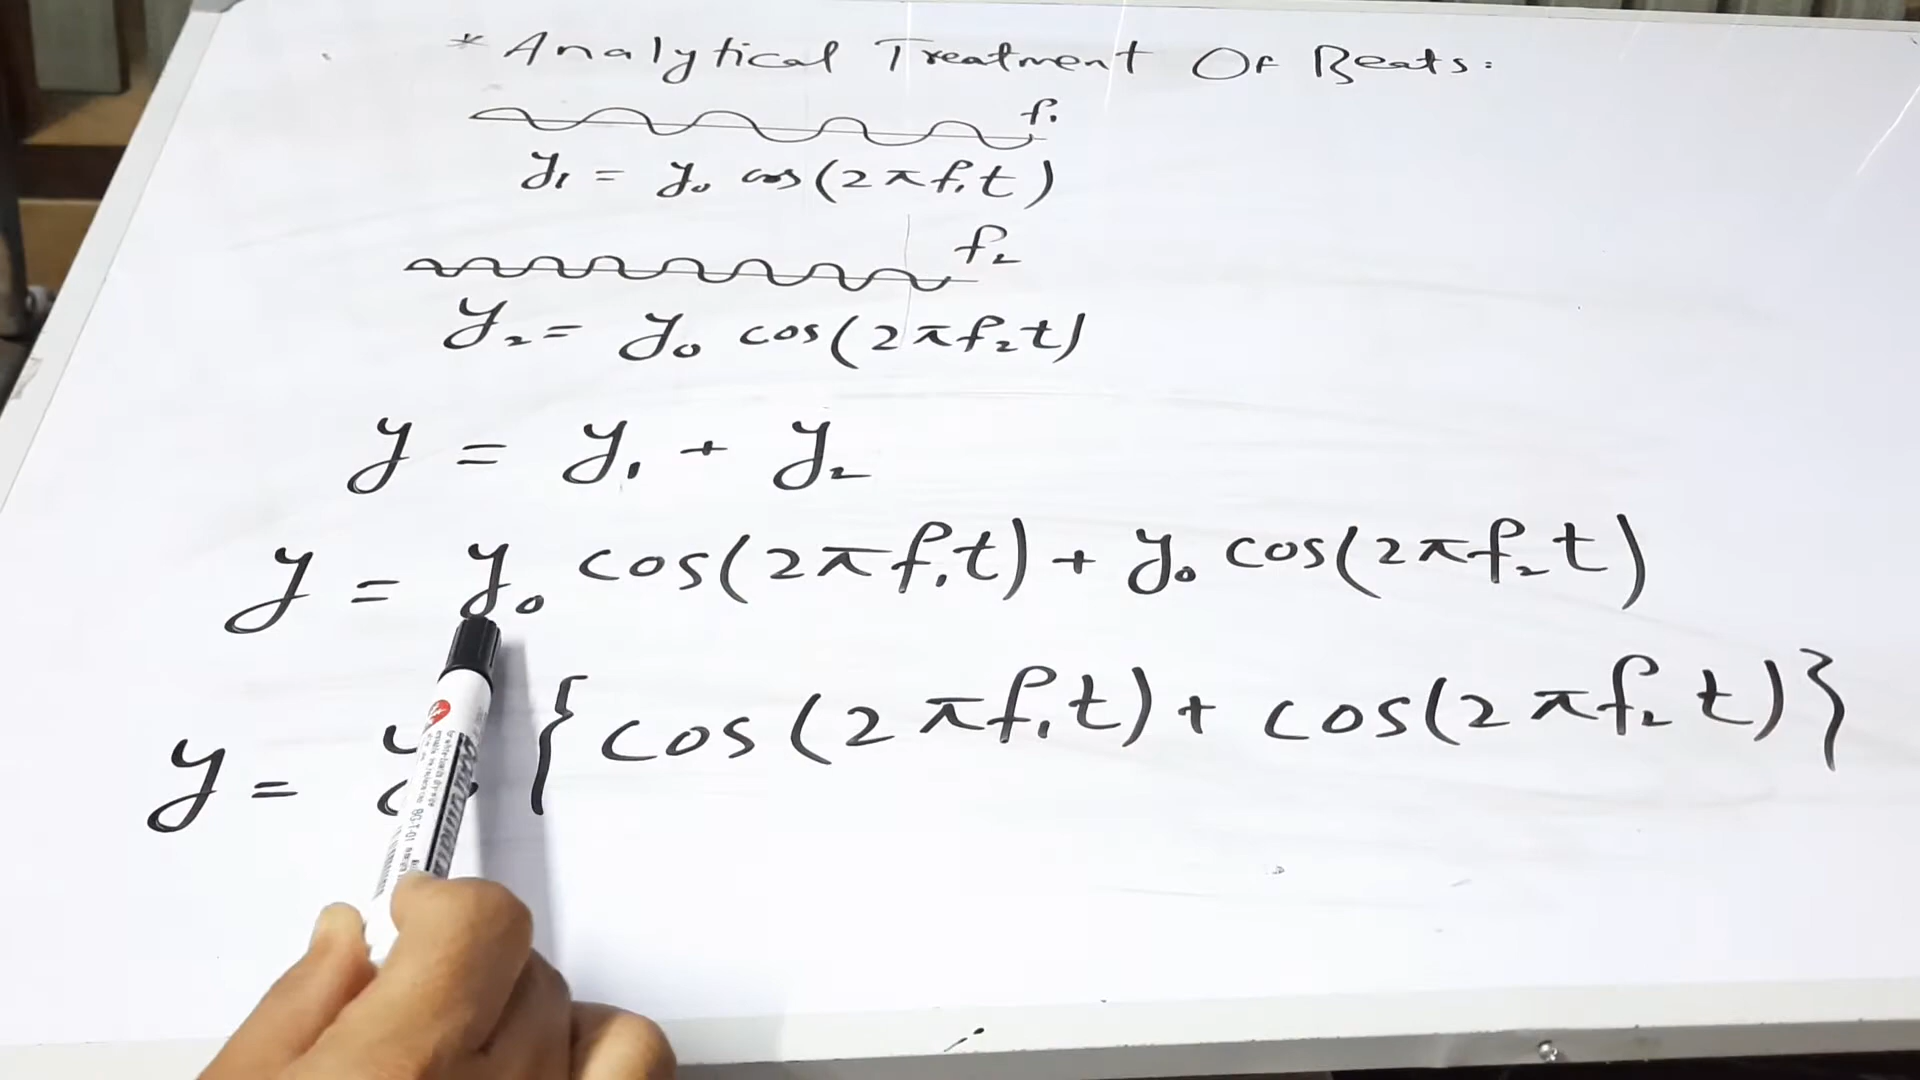 * Analytical Treatment Of Beats:
f₁
y₁ = y₀ cos(2πf₁t)
f₂
y₂ = y₀ cos(2πf₂t)
y = y₁ + y₂
y = y₀ cos(2πf₁t) + y₀ cos(2πf₂t)
y = {cos(2πf₁t) + cos(2πf₂t)}